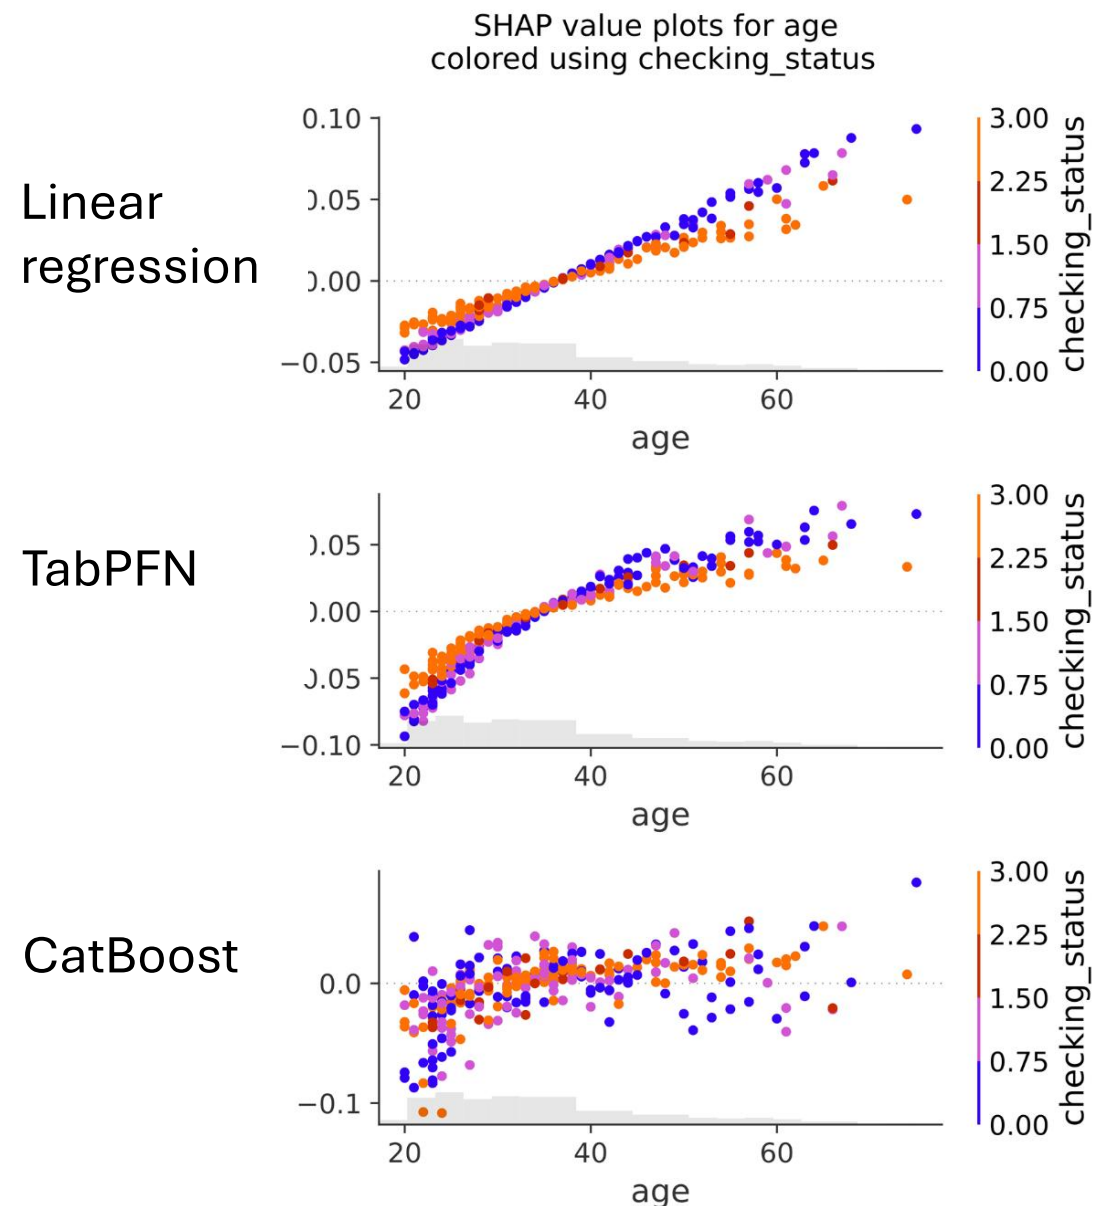 SHAP value plots for age
colored using checking_status
Linear
regression
0.10
0.05
0.00
−0.05
20
40
60
age
3.00
2.25
1.50
0.75
0.00
checking_status
TabPFN
0.05
0.00
0.05
−0.10
20
40
60
age
3.00
2.25
1.50
0.75
0.00
checking_status
CatBoost
0.0
−0.1
20
40
60
age
3.00
2.25
1.50
0.75
0.00
checking_status